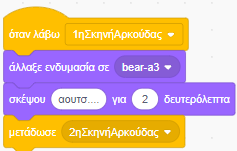 όταν λάβω 1ηΣκηνήΑρκούδας
άλλαξε ενδυμασία σε bear-a3
σκέψου αουτσ.... για 2 δευτερόλεπτα
μετάδωσε 2ηΣκηνήΑρκούδας